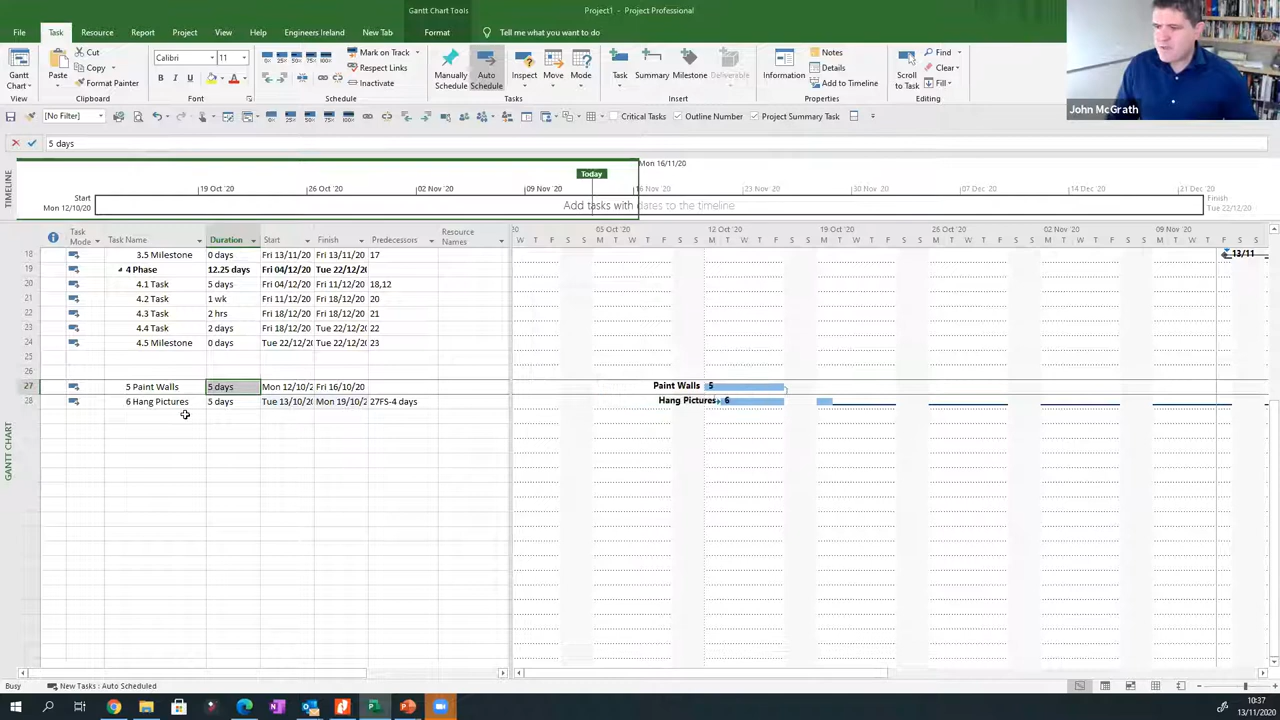 Gantt Chart Tools
Project1 - Project Professional
File Task Resource Report Project View Help Engineers Ireland New Tab Format Tell me what you want to do
Gantt Chart
View
Paste
Cut
Copy
Format Painter
Clipboard
Calibri 11
B I U
Font
Mark on Track
Respect Links
Inactivate
Schedule
Manually Schedule
Auto Schedule
Inspect
Move
Mode
Tasks
Task
Summary
Milestone
Deliverable
Insert
Information
Notes
Details
Add to Timeline
Properties
Scroll to Task
Find
Clear
Fill
Editing
John McGrath
[No Filter] Critical Tasks Outline Number Project Summary Task
5 days
TIMELINE
Mon 16/11/20
Today
19 Oct '20 26 Oct '20 02 Nov '20 09 Nov '20 16 Nov '20 23 Nov '20 30 Nov '20 07 Dec '20 14 Dec '20 21 Dec '20
Start
Mon 12/10/20
Add tasks with dates to the timeline
Finish
Tue 22/12/20
Task Mode Task Name Duration Start Finish Predecessors Resource Names
05 Oct '20 12 Oct '20 19 Oct '20 26 Oct '20 02 Nov '20 09 Nov '20
W T F S S M T W T F S S M T W T F S S M T W T F S S M T W T F S S M T W T F S S M T W T F S S
18 3.5 Milestone 0 days Fri 13/11/20 Fri 13/11/20 17 13/11
19 4 Phase 12.25 days Fri 04/12/20 Tue 22/12/20
20 4.1 Task 5 days Fri 04/12/20 Fri 11/12/20 18,12
21 4.2 Task 1 wk Fri 11/12/20 Fri 18/12/20 20
22 4.3 Task 2 hrs Fri 18/12/20 Fri 18/12/20 21
23 4.4 Task 2 days Fri 18/12/20 Tue 22/12/20 22
24 4.5 Milestone 0 days Tue 22/12/20 Tue 22/12/20 23
25
27 5 Paint Walls 5 days Mon 12/10/2 Fri 16/10/20 Paint Walls 5
28 6 Hang Pictures 5 days Tue 13/10/20 Mon 19/10/2 27FS-4 days Hang Pictures 6
GANTT CHART
Busy New Tasks : Auto Scheduled
10:37
13/11/2020